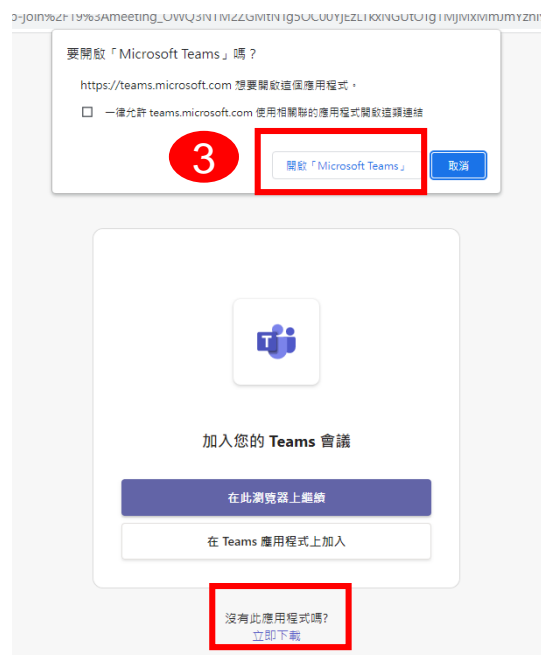 要開啟「Microsoft Teams」嗎？
https://teams.microsoft.com 想要開啟這個應用程式。
一律允許 teams.microsoft.com 使用相關聯的應用程式開啟這類連結
3
開啟「Microsoft Teams」
取消
T
加入您的 Teams 會議
在此瀏覽器上繼續
在 Teams 應用程式上加入
沒有此應用程式嗎?
立即下載